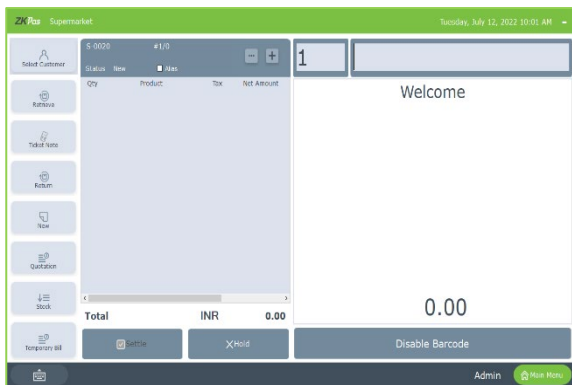 ZKPos Supermarket
Tuesday, July 12, 2022 10:01 AM
Select Customer
Retrieve
Ticket Note
Return
New
Quotation
Stock
Temporary Bill
S-0020 #1/0
Status New
Qty Product Tax Net Amount
Total INR 0.00
Settle
Hold
1
Welcome
0.00
Disable Barcode
Admin
Main Menu